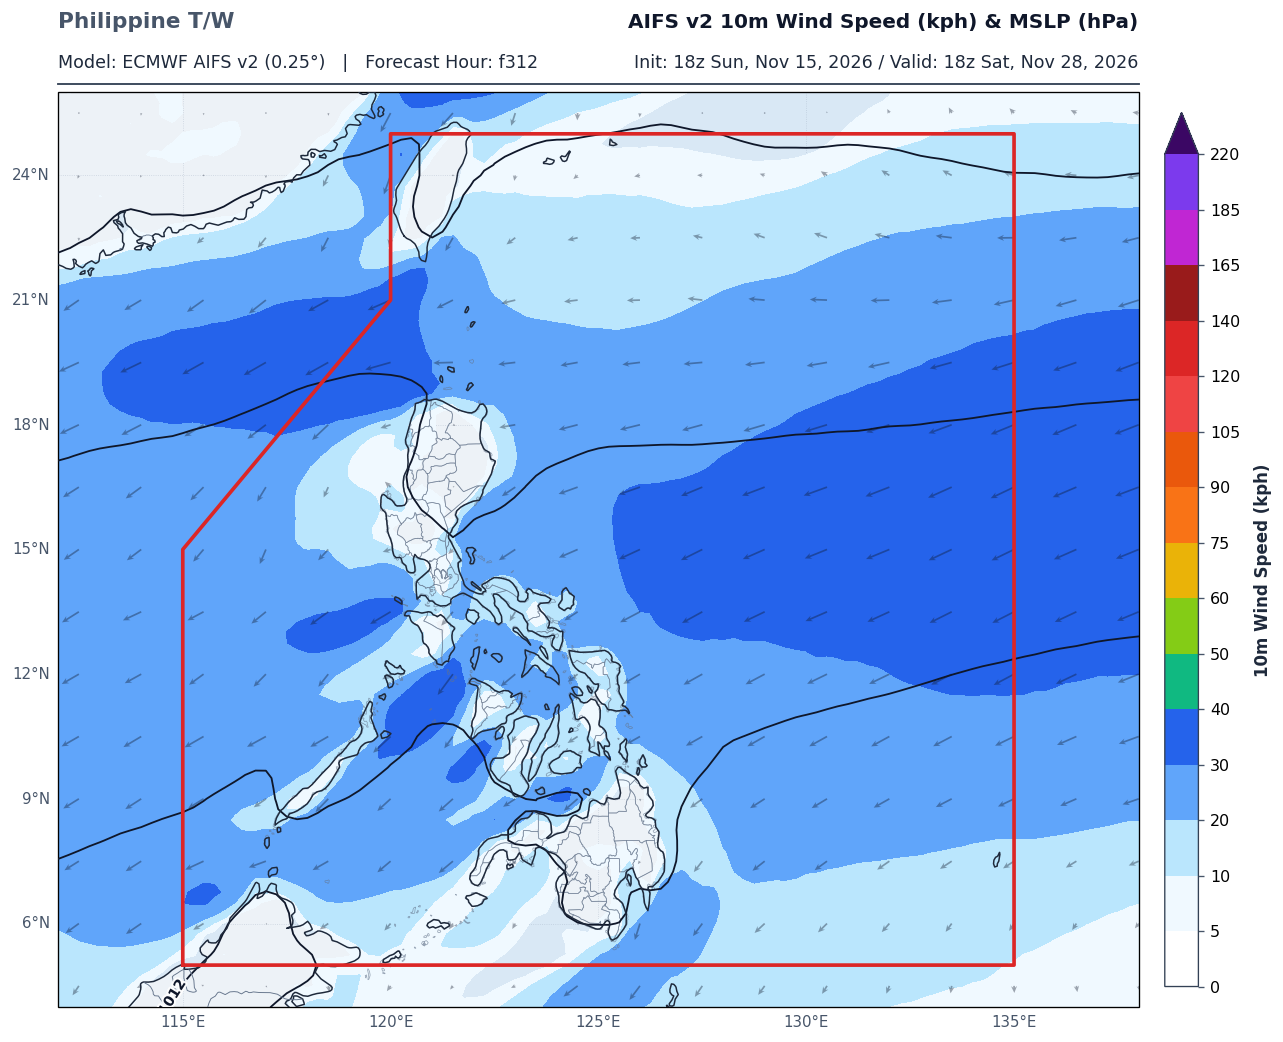 Philippine T/W
AIFS v2 10m Wind Speed (kph) & MSLP (hPa)
Model: ECMWF AIFS v2 (0.25°)   |   Forecast Hour: f312
Init: 18z Sun, Nov 15, 2026 / Valid: 18z Sat, Nov 28, 2026
24°N
21°N
18°N
15°N
12°N
9°N
6°N
115°E
120°E
125°E
130°E
135°E
220
185
165
140
120
105
90
75
60
50
40
30
20
10
5
0
10m Wind Speed (kph)